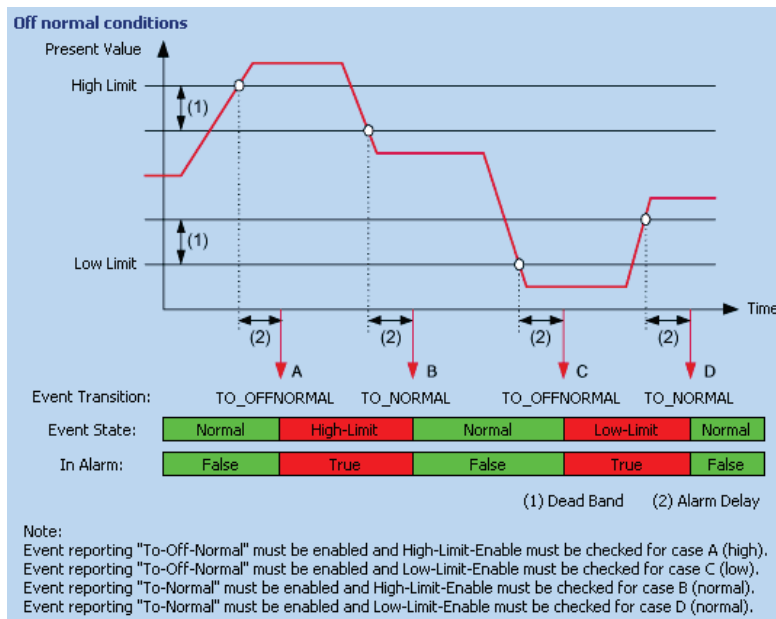 Off normal conditions
Present Value
High Limit
(1)
(1)
Low Limit
Time
(2) (2) (2) (2)
A B C D
Event Transition: TO_OFFNORMAL TO_NORMAL TO_OFFNORMAL TO_NORMAL
Event State: Normal High-Limit Normal Low-Limit Normal
In Alarm: False True False True False
(1) Dead Band (2) Alarm Delay
Note:
Event reporting "To-Off-Normal" must be enabled and High-Limit-Enable must be checked for case A (high).
Event reporting "To-Off-Normal" must be enabled and Low-Limit-Enable must be checked for case C (low).
Event reporting "To-Normal" must be enabled and High-Limit-Enable must be checked for case B (normal).
Event reporting "To-Normal" must be enabled and Low-Limit-Enable must be checked for case D (normal).